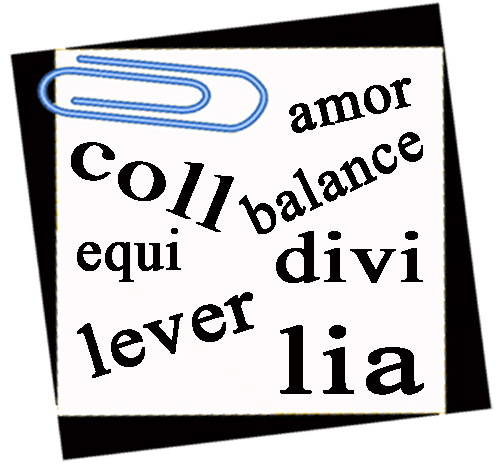 amor
coll
balance
equi
divi
lever
lia